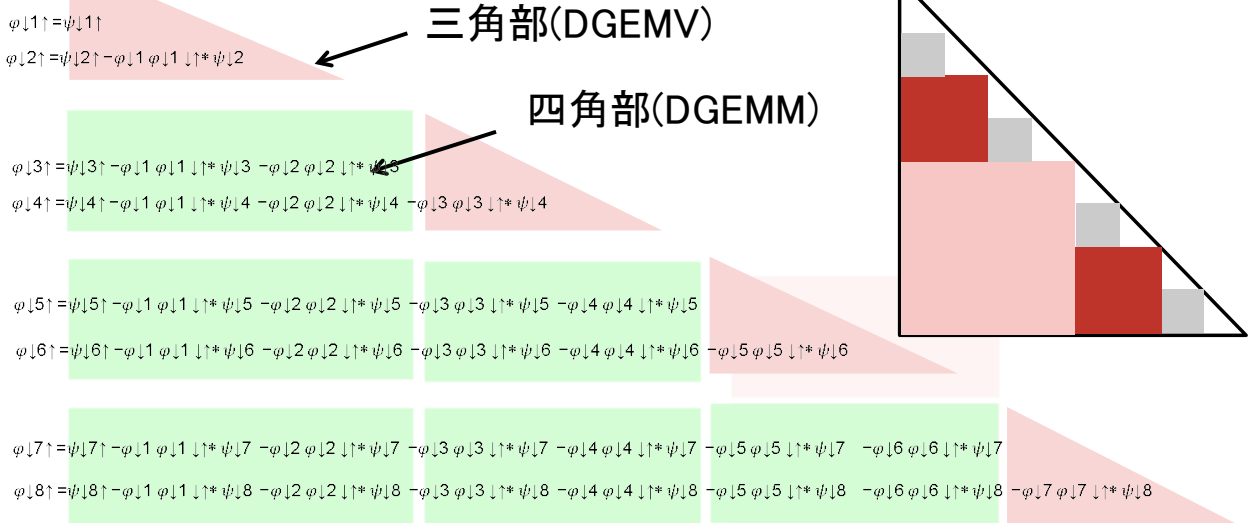 φ↓1↑=ψ↓1↑
三角部(DGEMV)
φ↓2↑=ψ↓2↑−φ↓1 φ↓1 ↓↑* ψ↓2
四角部(DGEMM)
φ↓3↑=ψ↓3↑−φ↓1 φ↓1 ↓↑* ψ↓3 −φ↓2 φ↓2 ↓↑* ψ↓3
φ↓4↑=ψ↓4↑−φ↓1 φ↓1 ↓↑* ψ↓4 −φ↓2 φ↓2 ↓↑* ψ↓4 −φ↓3 φ↓3 ↓↑* ψ↓4
φ↓5↑=ψ↓5↑−φ↓1 φ↓1 ↓↑* ψ↓5 −φ↓2 φ↓2 ↓↑* ψ↓5 −φ↓3 φ↓3 ↓↑* ψ↓5 −φ↓4 φ↓4 ↓↑* ψ↓5
φ↓6↑=ψ↓6↑−φ↓1 φ↓1 ↓↑* ψ↓6 −φ↓2 φ↓2 ↓↑* ψ↓6 −φ↓3 φ↓3 ↓↑* ψ↓6 −φ↓4 φ↓4 ↓↑* ψ↓6 −φ↓5 φ↓5 ↓↑* ψ↓6
φ↓7↑=ψ↓7↑−φ↓1 φ↓1 ↓↑* ψ↓7 −φ↓2 φ↓2 ↓↑* ψ↓7 −φ↓3 φ↓3 ↓↑* ψ↓7 −φ↓4 φ↓4 ↓↑* ψ↓7 −φ↓5 φ↓5 ↓↑* ψ↓7 −φ↓6 φ↓6 ↓↑* ψ↓7
φ↓8↑=ψ↓8↑−φ↓1 φ↓1 ↓↑* ψ↓8 −φ↓2 φ↓2 ↓↑* ψ↓8 −φ↓3 φ↓3 ↓↑* ψ↓8 −φ↓4 φ↓4 ↓↑* ψ↓8 −φ↓5 φ↓5 ↓↑* ψ↓8 −φ↓6 φ↓6 ↓↑* ψ↓8 −φ↓7 φ↓7 ↓↑* ψ↓8